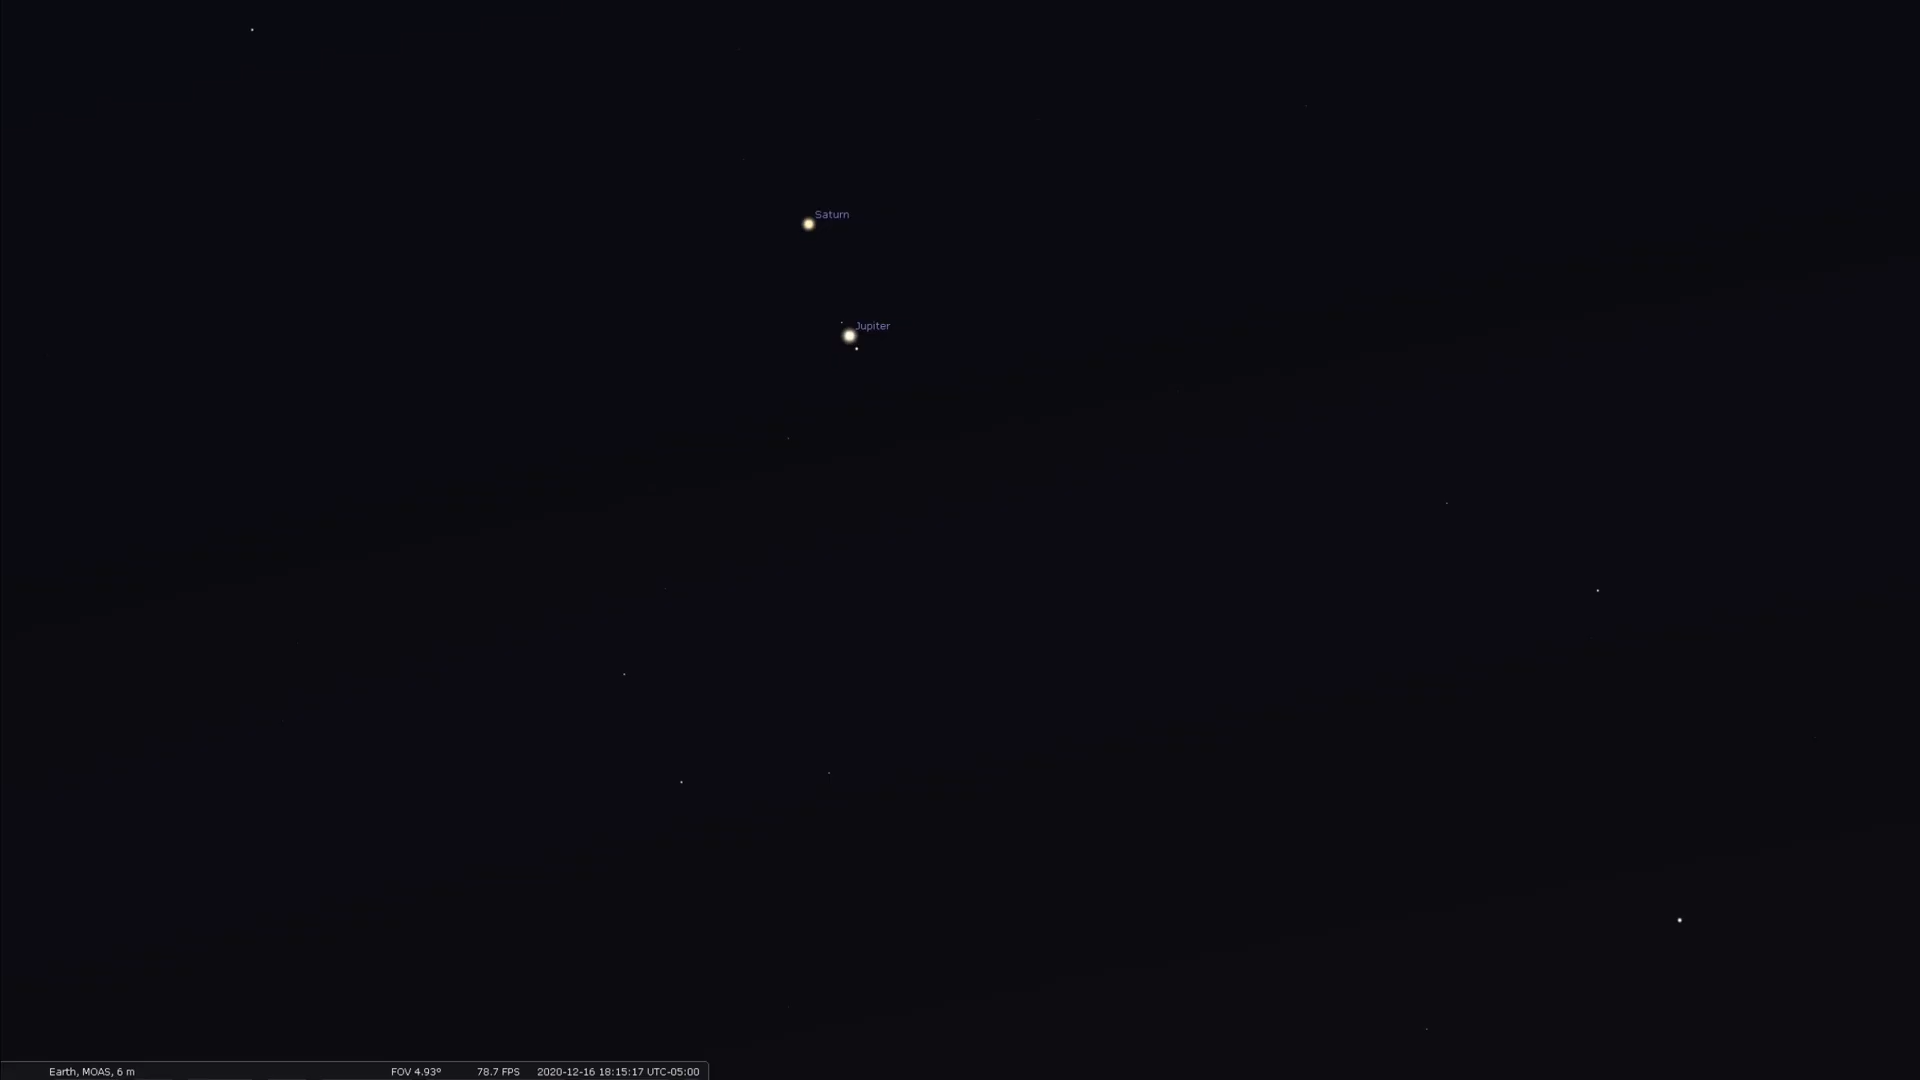 Saturn
Jupiter
Earth, MOAS, 6 m FOV 4.93° 78.7 FPS 2020-12-16 18:15:17 UTC-05:00